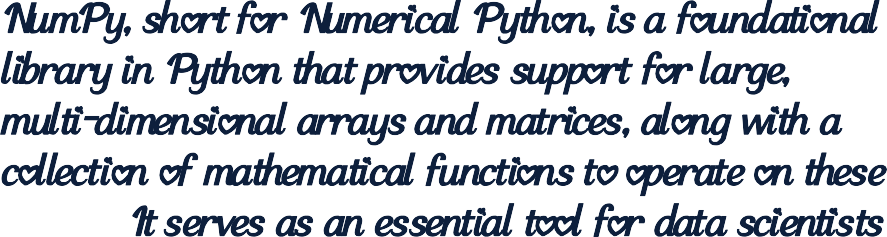 NumPy, short for Numerical Python, is a foundational
library in Python that provides support for large,
multi-dimensional arrays and matrices, along with a
collection of mathematical functions to operate on these
It serves as an essential tool for data scientists